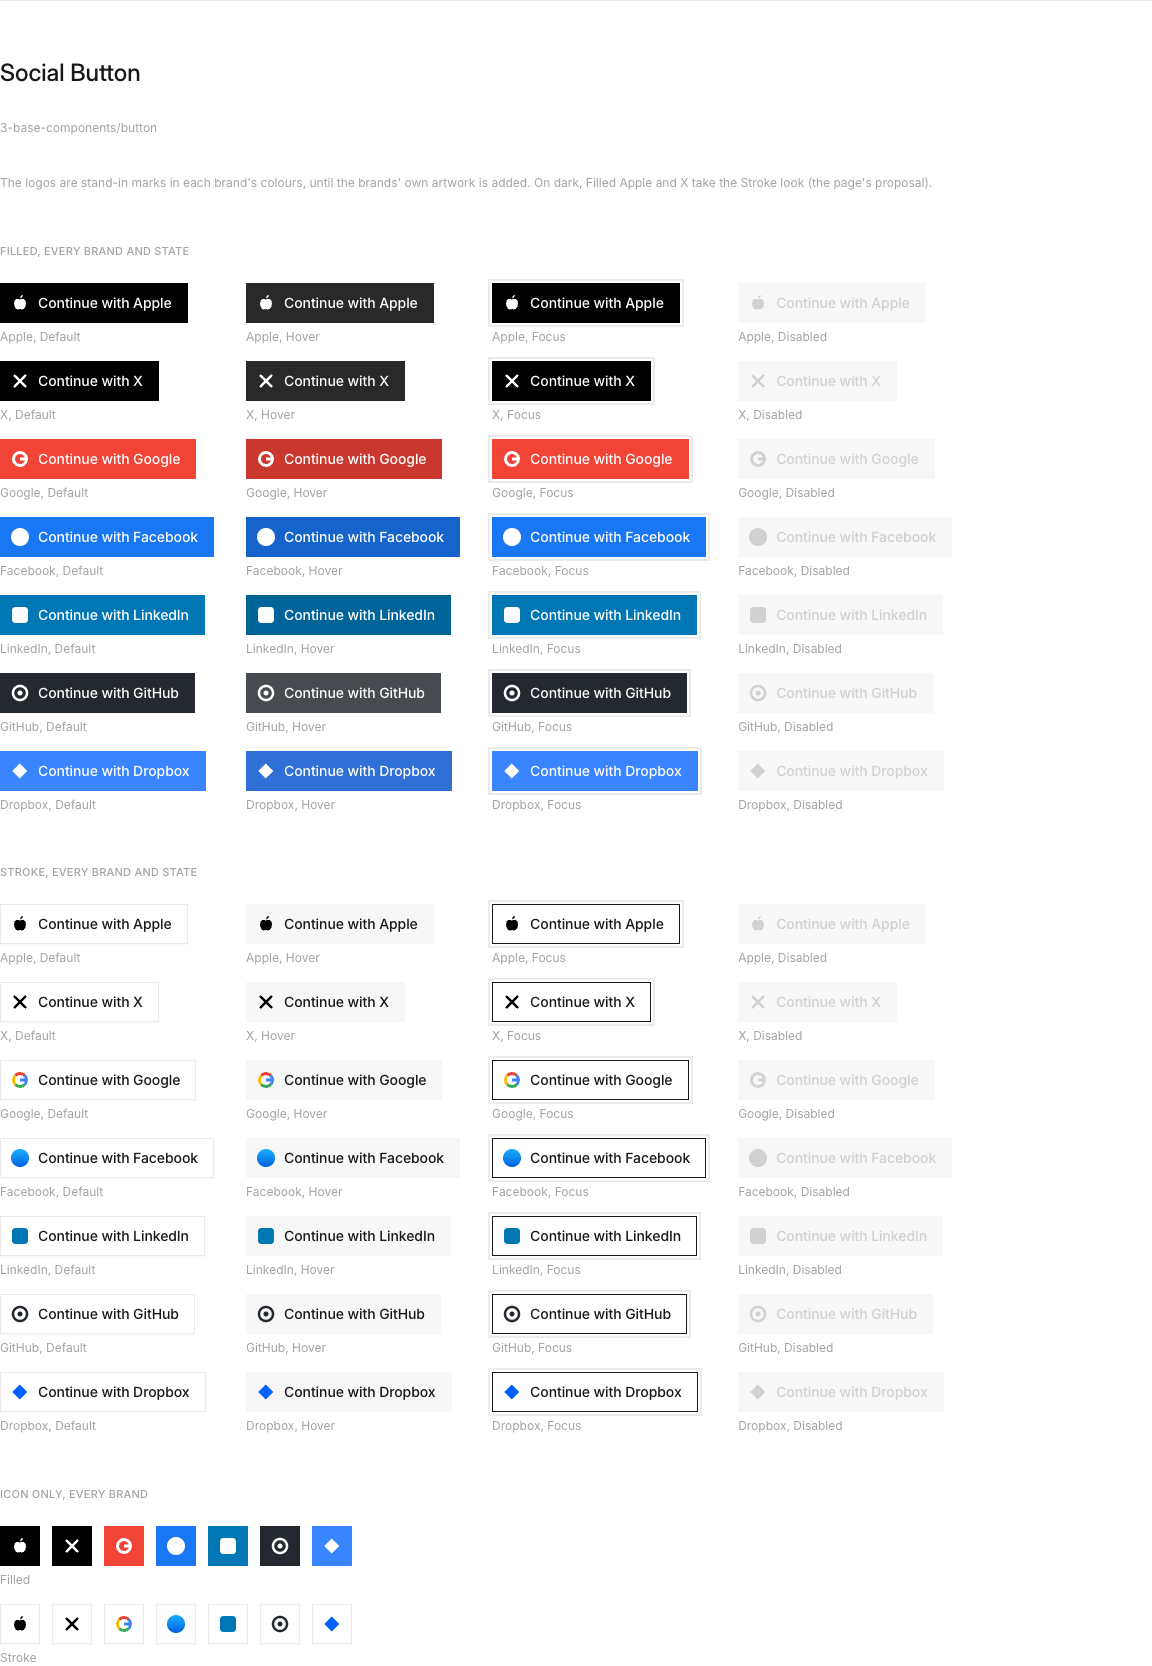 Social Button
3-base-components/button
The logos are stand-in marks in each brand's colours, until the brands' own artwork is added. On dark, Filled Apple and X take the Stroke look (the page's proposal).
FILLED, EVERY BRAND AND STATE
Continue with Apple Continue with Apple Continue with Apple Continue with Apple
Apple, Default Apple, Hover Apple, Focus Apple, Disabled
Continue with X Continue with X Continue with X Continue with X
X, Default X, Hover X, Focus X, Disabled
Continue with Google Continue with Google Continue with Google Continue with Google
Google, Default Google, Hover Google, Focus Google, Disabled
Continue with Facebook Continue with Facebook Continue with Facebook Continue with Facebook
Facebook, Default Facebook, Hover Facebook, Focus Facebook, Disabled
Continue with LinkedIn Continue with LinkedIn Continue with LinkedIn Continue with LinkedIn
LinkedIn, Default LinkedIn, Hover LinkedIn, Focus LinkedIn, Disabled
Continue with GitHub Continue with GitHub Continue with GitHub Continue with GitHub
GitHub, Default GitHub, Hover GitHub, Focus GitHub, Disabled
Continue with Dropbox Continue with Dropbox Continue with Dropbox Continue with Dropbox
Dropbox, Default Dropbox, Hover Dropbox, Focus Dropbox, Disabled
STROKE, EVERY BRAND AND STATE
Continue with Apple Continue with Apple Continue with Apple Continue with Apple
Apple, Default Apple, Hover Apple, Focus Apple, Disabled
Continue with X Continue with X Continue with X Continue with X
X, Default X, Hover X, Focus X, Disabled
Continue with Google Continue with Google Continue with Google Continue with Google
Google, Default Google, Hover Google, Focus Google, Disabled
Continue with Facebook Continue with Facebook Continue with Facebook Continue with Facebook
Facebook, Default Facebook, Hover Facebook, Focus Facebook, Disabled
Continue with LinkedIn Continue with LinkedIn Continue with LinkedIn Continue with LinkedIn
LinkedIn, Default LinkedIn, Hover LinkedIn, Focus LinkedIn, Disabled
Continue with GitHub Continue with GitHub Continue with GitHub Continue with GitHub
GitHub, Default GitHub, Hover GitHub, Focus GitHub, Disabled
Continue with Dropbox Continue with Dropbox Continue with Dropbox Continue with Dropbox
Dropbox, Default Dropbox, Hover Dropbox, Focus Dropbox, Disabled
ICON ONLY, EVERY BRAND
Filled
Stroke